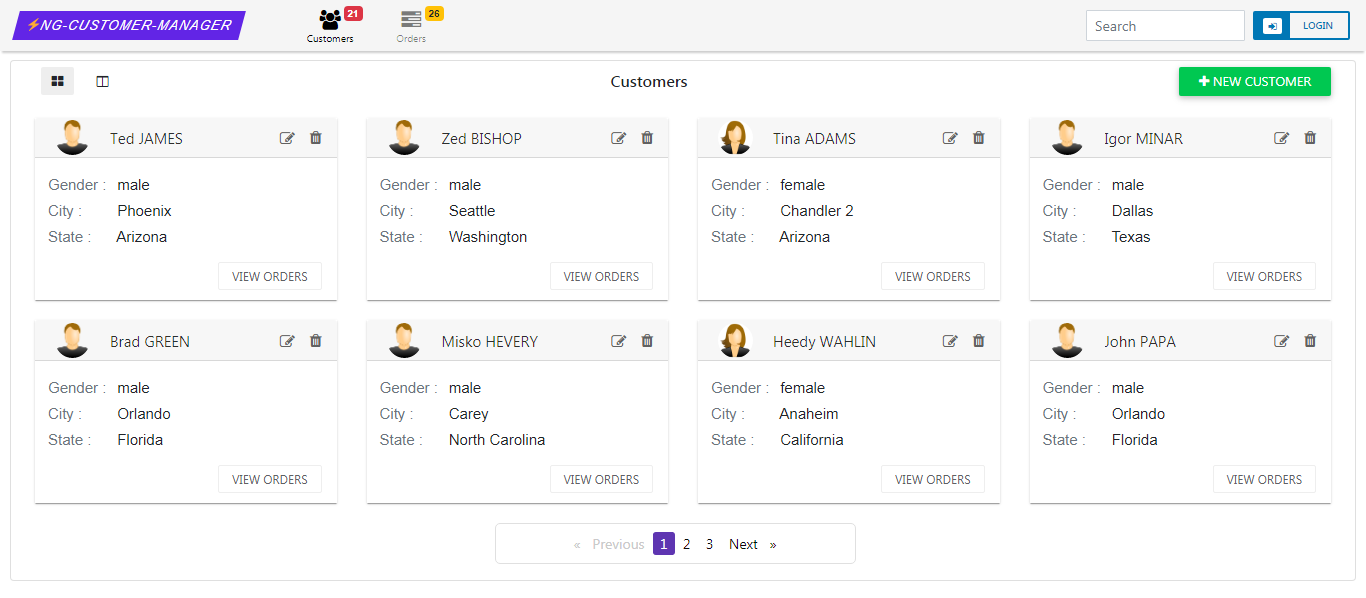 ⚡NG-CUSTOMER-MANAGER
21
Customers
26
Orders
Search
LOGIN
Customers
NEW CUSTOMER
Ted JAMES
Gender : male
City : Phoenix
State : Arizona
VIEW ORDERS
Zed BISHOP
Gender : male
City : Seattle
State : Washington
VIEW ORDERS
Tina ADAMS
Gender : female
City : Chandler 2
State : Arizona
VIEW ORDERS
Igor MINAR
Gender : male
City : Dallas
State : Texas
VIEW ORDERS
Brad GREEN
Gender : male
City : Orlando
State : Florida
VIEW ORDERS
Misko HEVERY
Gender : male
City : Carey
State : North Carolina
VIEW ORDERS
Heedy WAHLIN
Gender : female
City : Anaheim
State : California
VIEW ORDERS
John PAPA
Gender : male
City : Orlando
State : Florida
VIEW ORDERS
« Previous 1 2 3 Next »